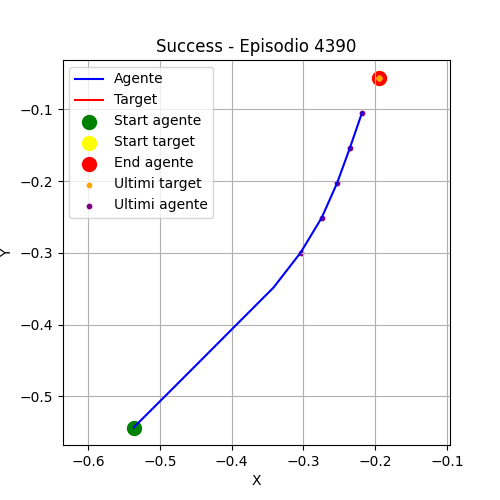 Success - Episodio 4390
Agente
Target
Start agente
Start target
End agente
Ultimi target
Ultimi agente
−0.1
−0.2
−0.3
−0.4
−0.5
Y
−0.6 −0.5 −0.4 −0.3 −0.2 −0.1
X